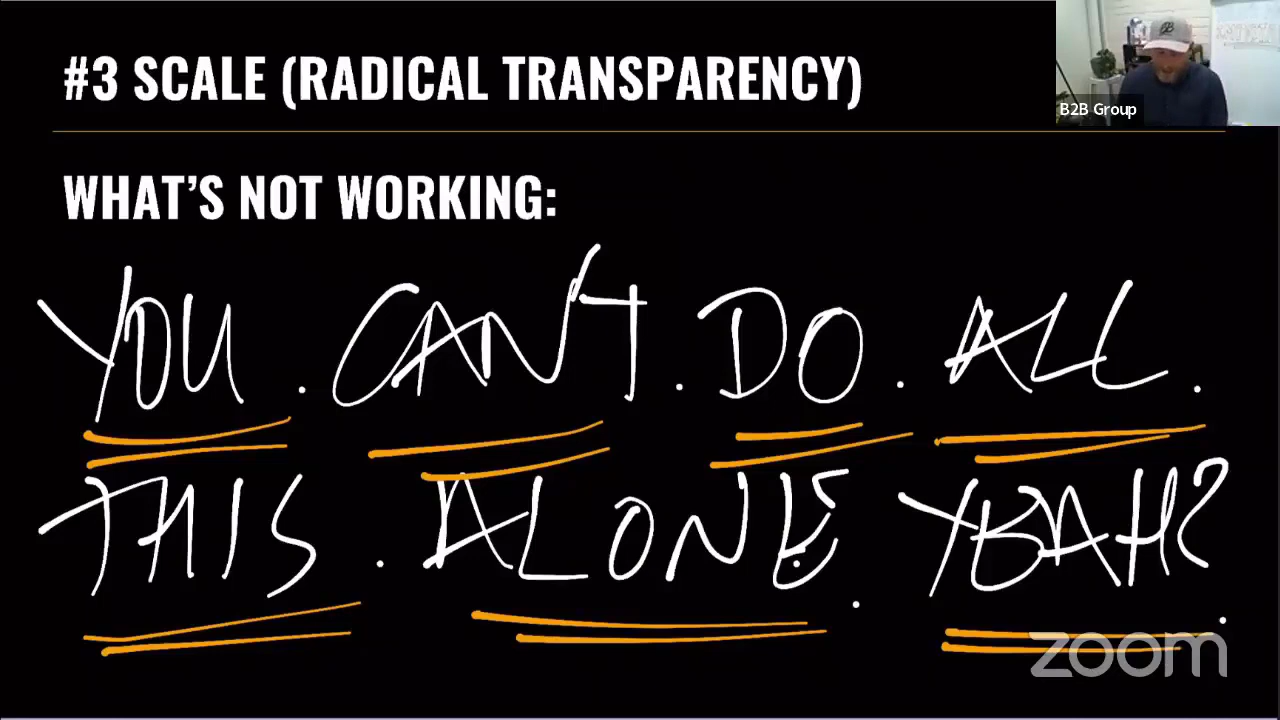 #3 SCALE (RADICAL TRANSPARENCY)
B2B Group
WHAT'S NOT WORKING:
YOU . CAN'T . DO . ALL .
THIS . ALONE . YEAH?
zoom